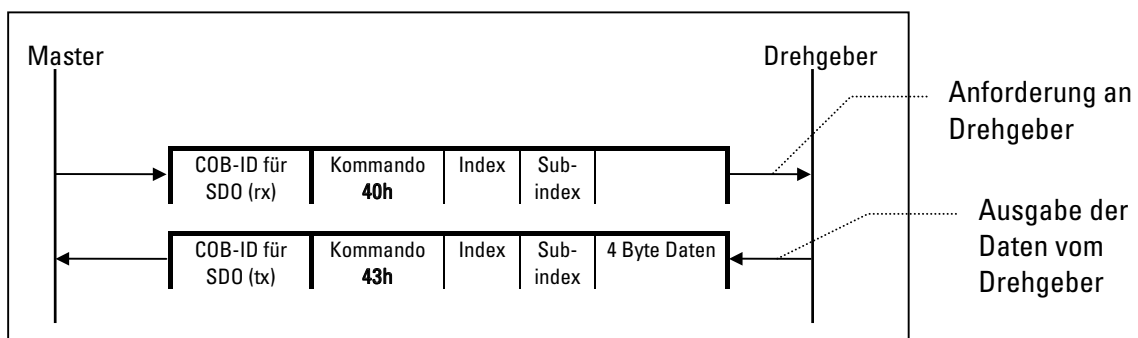 Master
Drehgeber
Anforderung an
Drehgeber
COB-ID für
SDO (rx)
Kommando
40h
Index
Sub-
index
Ausgabe der
Daten vom
Drehgeber
COB-ID für
SDO (tx)
Kommando
43h
Index
Sub-
index
4 Byte Daten